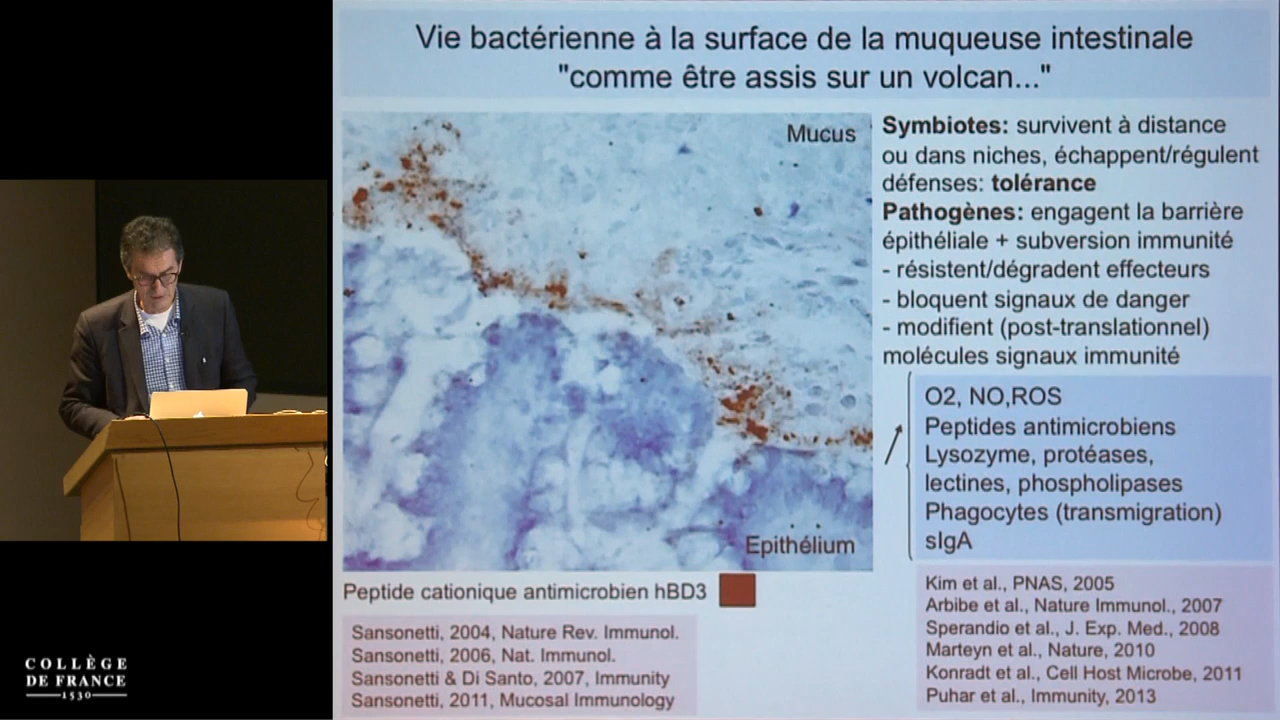 Vie bactérienne à la surface de la muqueuse intestinale
"comme être assis sur un volcan..."
Mucus
Epithélium
Peptide cationique antimicrobien hBD3
Sansonetti, 2004, Nature Rev. Immunol.
Sansonetti, 2006, Nat. Immunol.
Sansonetti & Di Santo, 2007, Immunity
Sansonetti, 2011, Mucosal Immunology
Symbiotes: survivent à distance
ou dans niches, échappent/régulent
défenses: tolérance
Pathogènes: engagent la barrière
épithéliale + subversion immunité
- résistent/dégradent effecteurs
- bloquent signaux de danger
- modifient (post-translationnel)
molécules signaux immunité
O2, NO,ROS
Peptides antimicrobiens
Lysozyme, protéases,
lectines, phospholipases
Phagocytes (transmigration)
sIgA
Kim et al., PNAS, 2005
Arbibe et al., Nature Immunol., 2007
Sperandio et al., J. Exp. Med., 2008
Marteyn et al., Nature, 2010
Konradt et al., Cell Host Microbe, 2011
Puhar et al., Immunity, 2013
COLLÈGE
DE FRANCE
1530